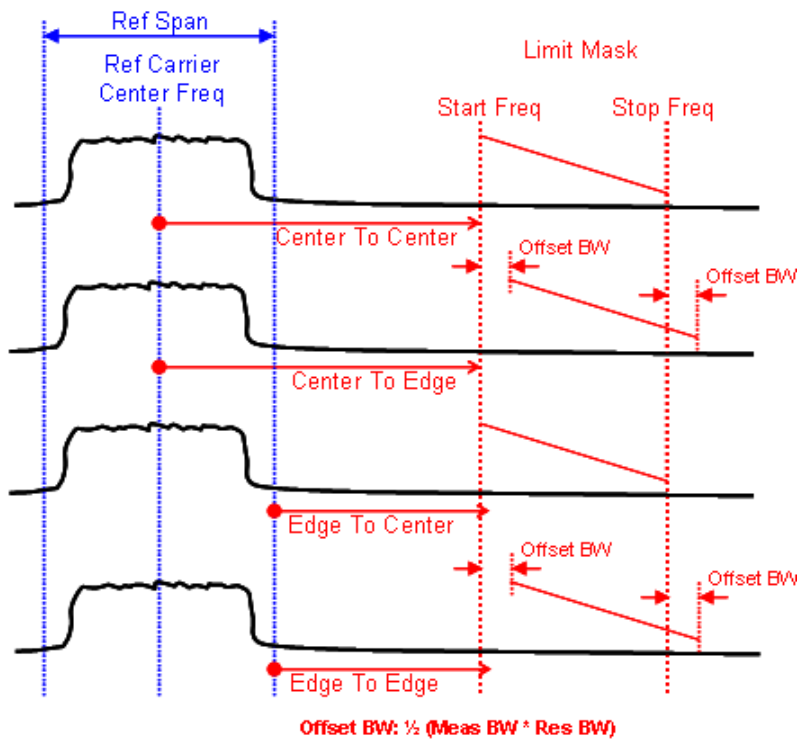 Ref Span
Ref Carrier
Center Freq
Limit Mask
Start Freq
Stop Freq
Center To Center
Offset BW
Offset BW
Center To Edge
Edge To Center
Offset BW
Offset BW
Edge To Edge
Offset BW: ½ (Meas BW * Res BW)